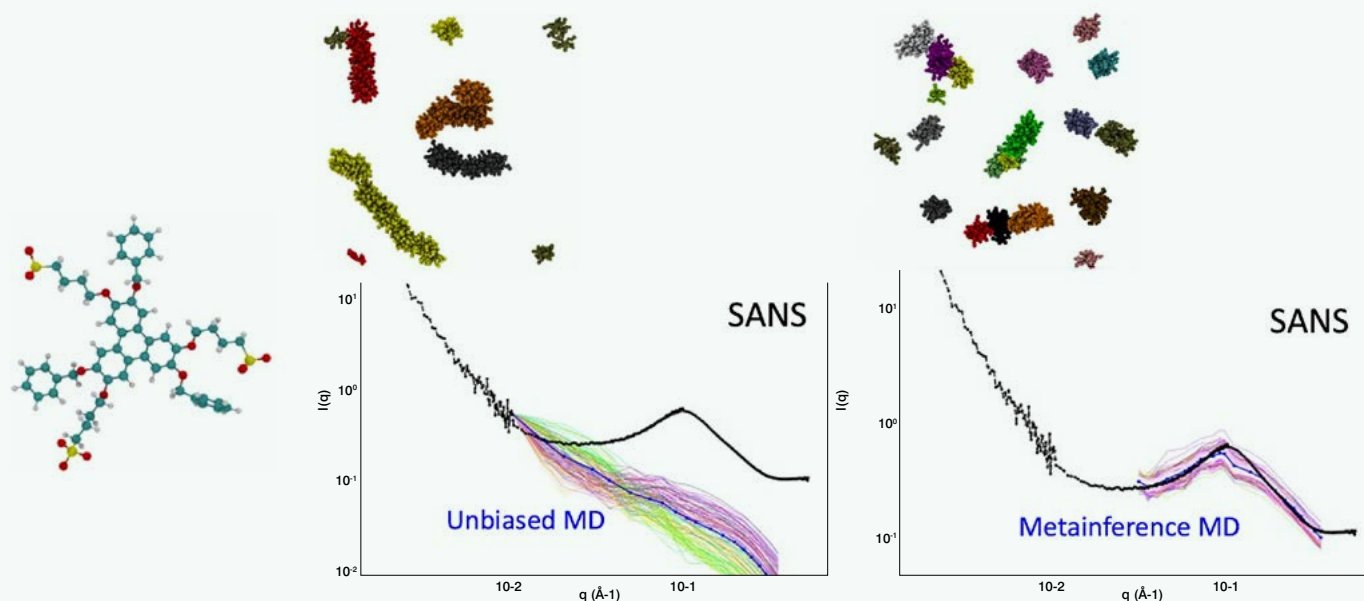 SANS
Unbiased MD
I(q)
10¹
10⁰
10⁻¹
10⁻²
10-2
10-1
q (Å-1)
SANS
Metainference MD
I(q)
10¹
10⁰
10⁻¹
10-2
10-1
q (Å-1)